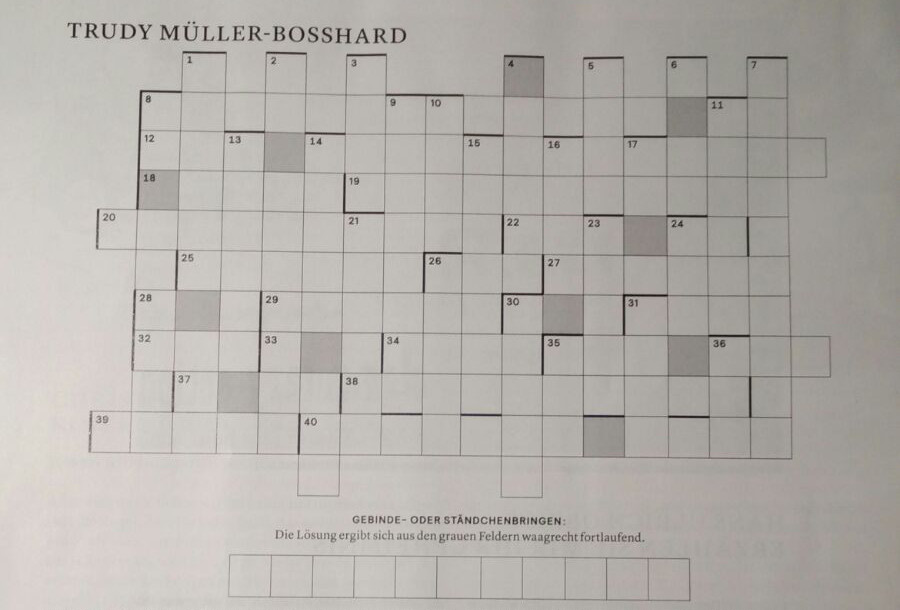 TRUDY MÜLLER-BOSSHARD
1 2 3 4 5 6 7
8 9 10 11
12 13 14 15 16 17
18 19
20 21 22 23 24
25 26 27
28 29 30 31
32 33 34 35 36
37 38
39 40
GEBINDE- ODER STÄNDCHENBRINGEN:
Die Lösung ergibt sich aus den grauen Feldern waagrecht fortlaufend.